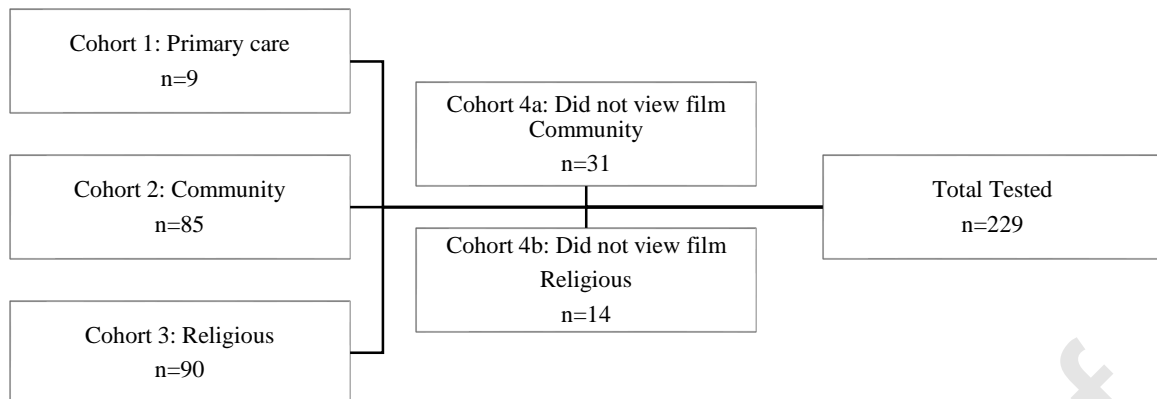 Cohort 1: Primary care
n=9
Cohort 2: Community
n=85
Cohort 3: Religious
n=90
Cohort 4a: Did not view film
Community
n=31
Cohort 4b: Did not view film
Religious
n=14
Total Tested
n=229
f